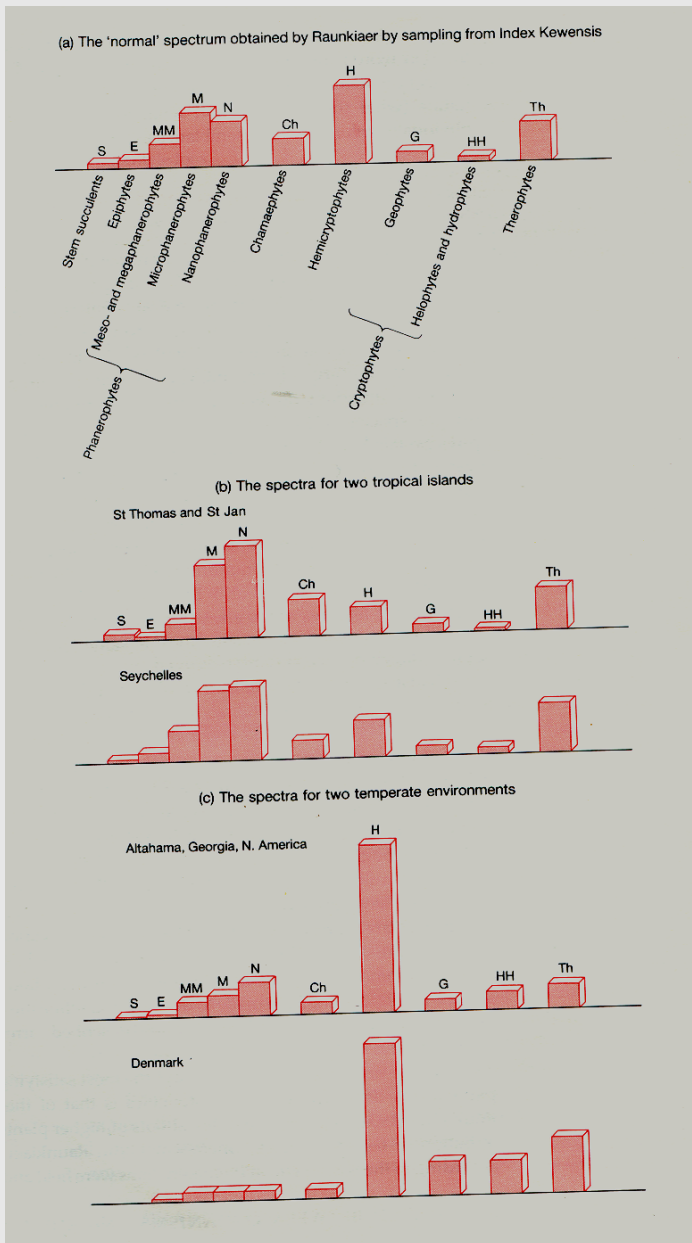 (a) The 'normal' spectrum obtained by Raunkiaer by sampling from Index Kewensis
S
E
MM
M
N
Ch
H
G
HH
Th
Stem succulents
Epiphytes
Meso- and megaphanerophytes
Microphanerophytes
Nanophanerophytes
Chamaephytes
Hemicryptophytes
Geophytes
Helophytes and hydrophytes
Therophytes
Phanerophytes
Cryptophytes
(b) The spectra for two tropical islands
St Thomas and St Jan
S
E
MM
M
N
Ch
H
G
HH
Th
Seychelles
(c) The spectra for two temperate environments
Altahama, Georgia, N. America
S
E
MM
M
N
Ch
H
G
HH
Th
Denmark